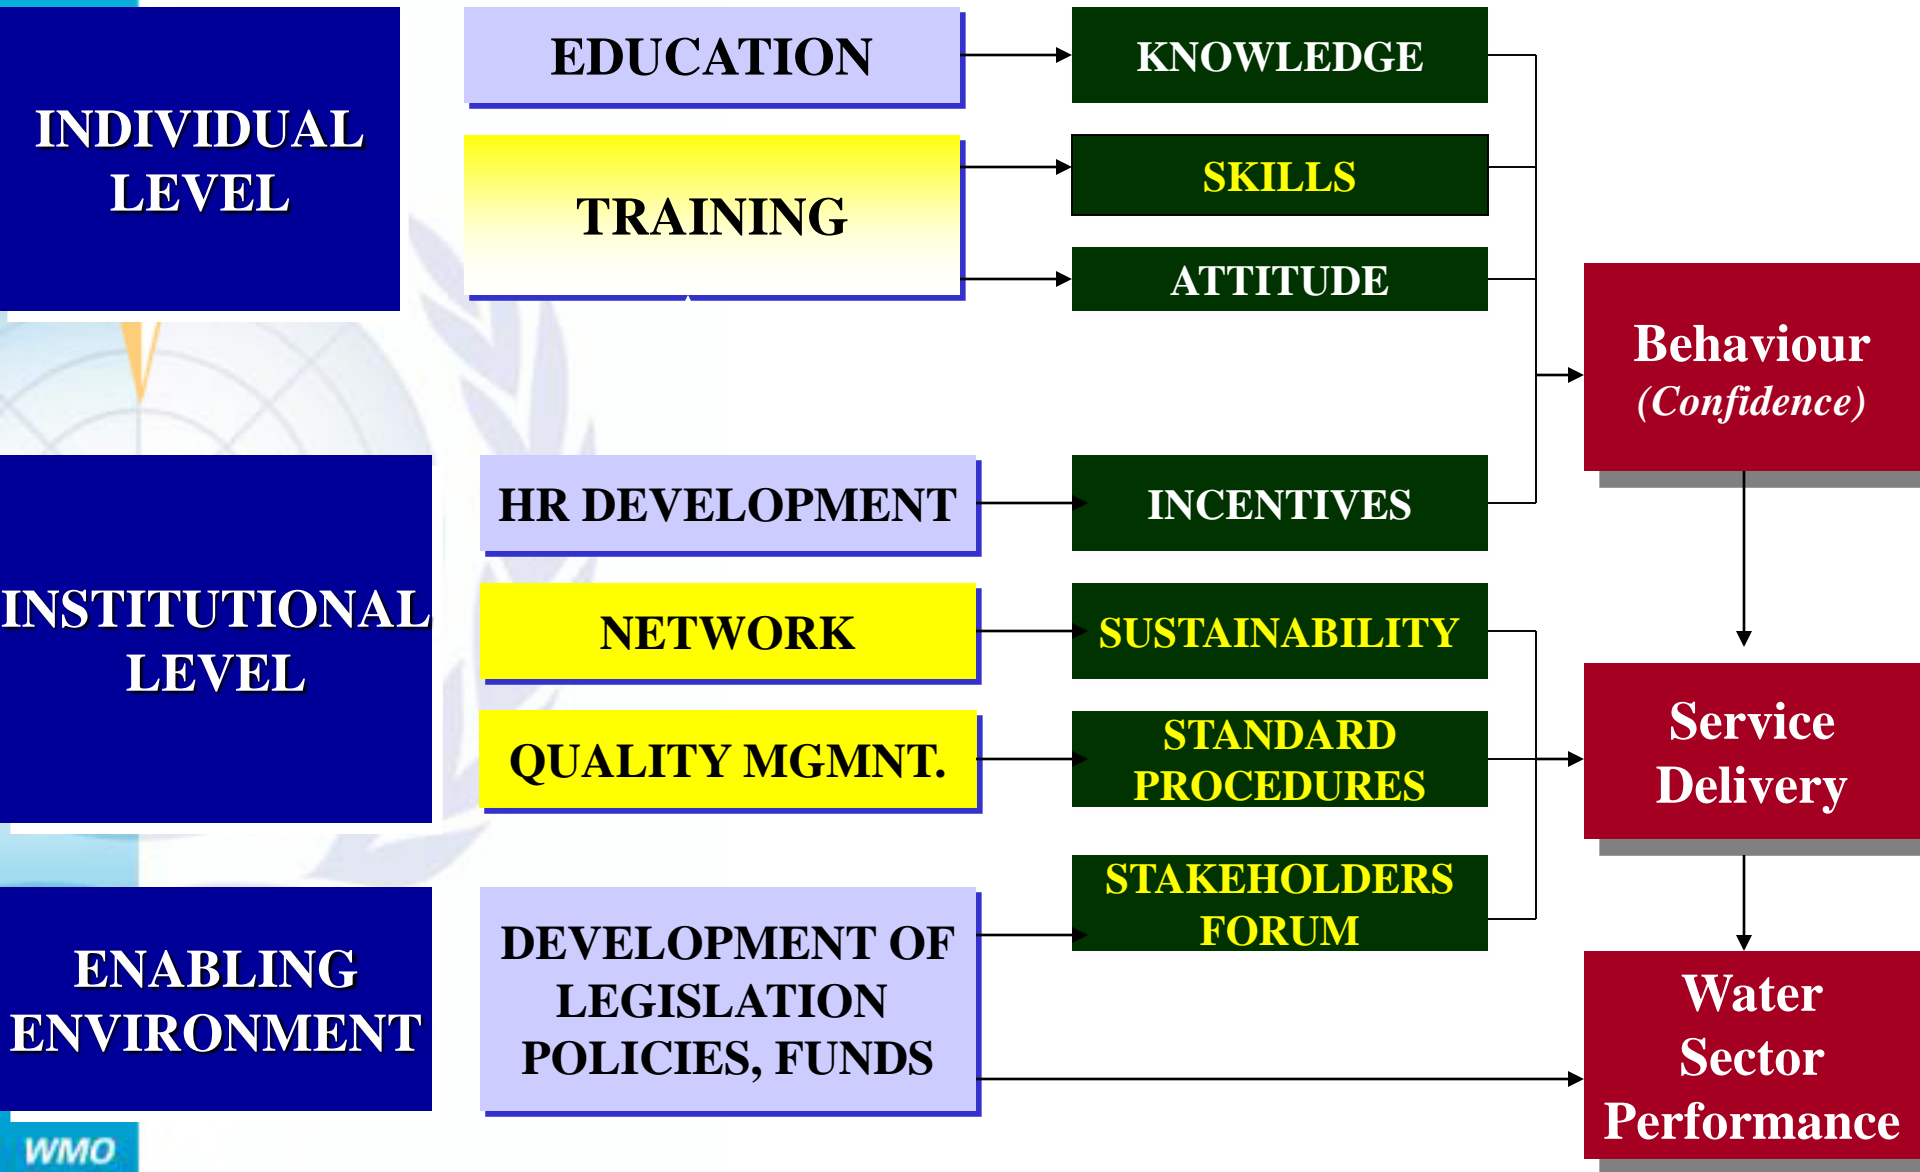 INDIVIDUAL
LEVEL
EDUCATION
KNOWLEDGE
TRAINING
SKILLS
ATTITUDE
Behaviour
(Confidence)
INSTITUTIONAL
LEVEL
HR DEVELOPMENT
INCENTIVES
NETWORK
SUSTAINABILITY
QUALITY MGMNT.
STANDARD
PROCEDURES
Service
Delivery
ENABLING
ENVIRONMENT
DEVELOPMENT OF
LEGISLATION
POLICIES, FUNDS
STAKEHOLDERS
FORUM
Water
Sector
Performance
WMO